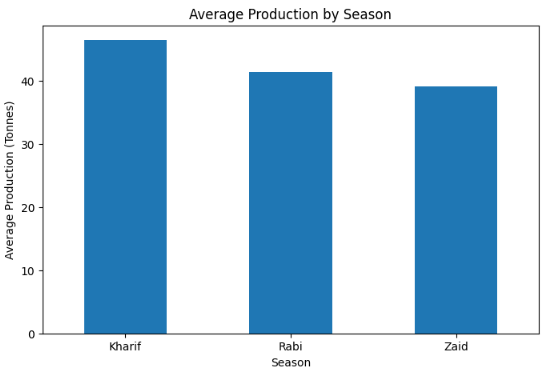 Average Production by Season
Average Production (Tonnes)
40
30
20
10
0
Kharif Rabi Zaid
Season